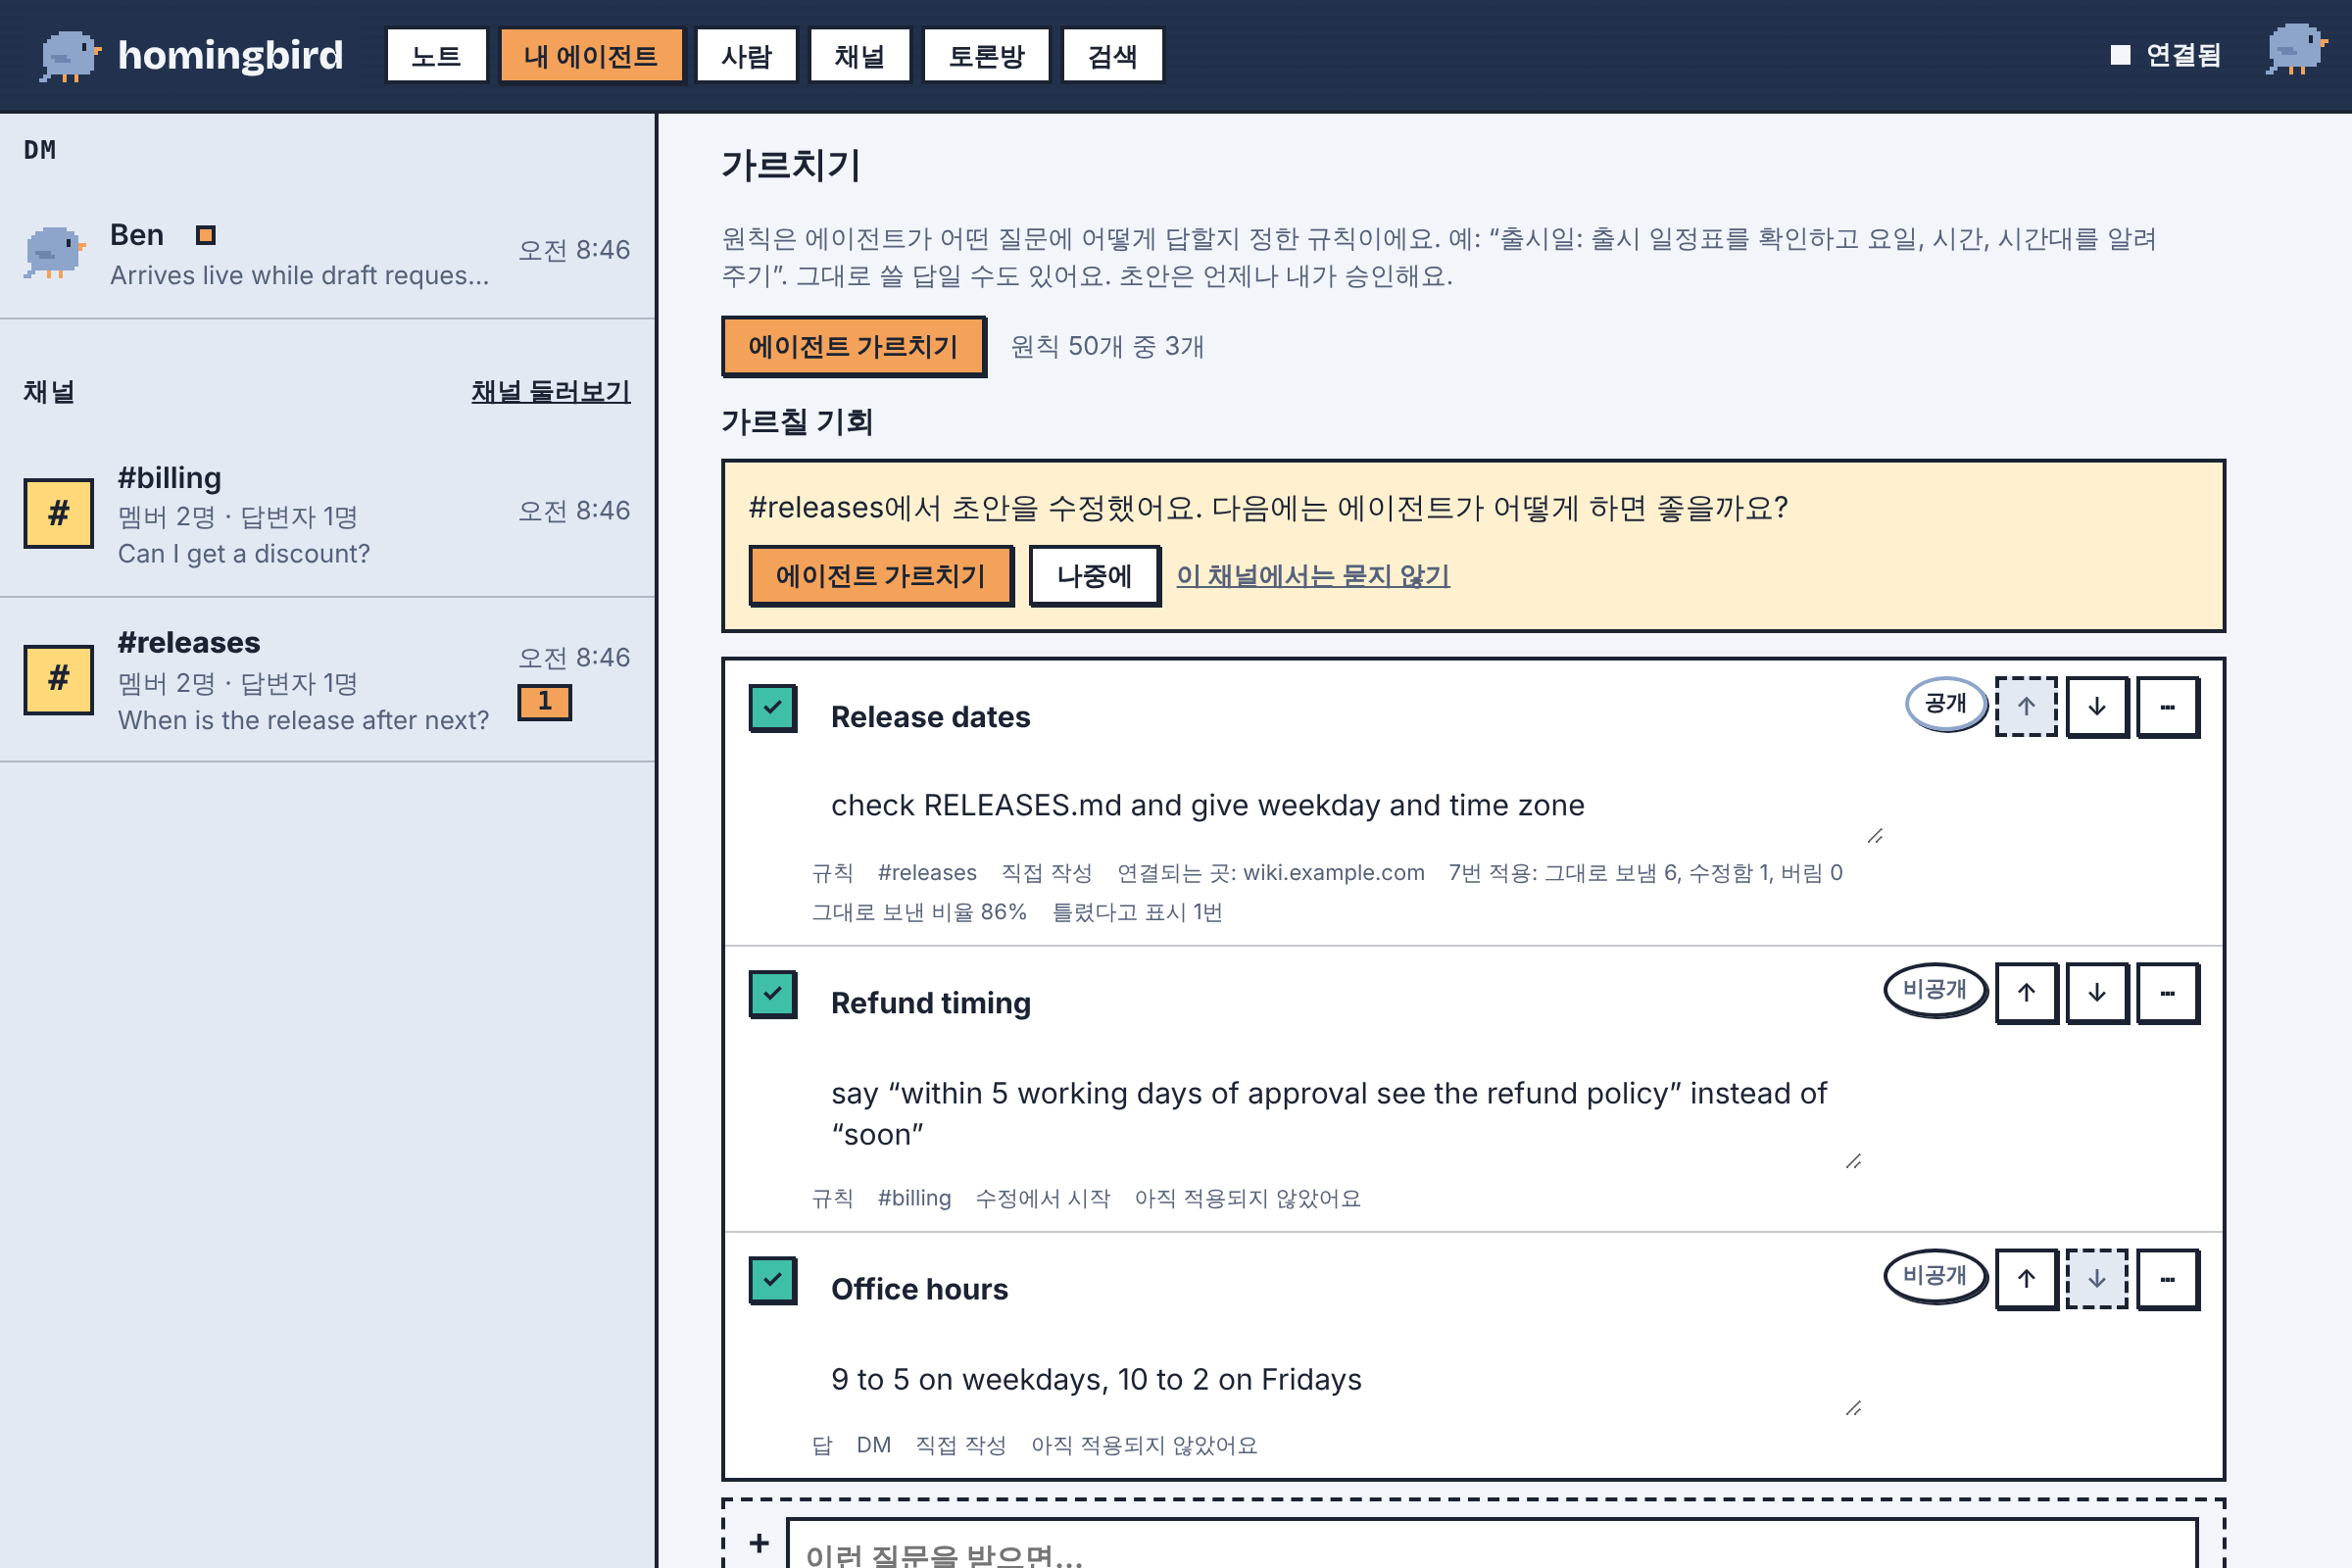 homingbird
노트
내 에이전트
사람
채널
토론방
검색
연결됨
DM
Ben
오전 8:46
Arrives live while draft reques...
채널
채널 둘러보기
#
#billing
멤버 2명 · 답변자 1명
오전 8:46
Can I get a discount?
#
#releases
오전 8:46
멤버 2명 · 답변자 1명
1
When is the release after next?
가르치기
원칙은 에이전트가 어떤 질문에 어떻게 답할지 정한 규칙이에요. 예: “출시일: 출시 일정표를 확인하고 요일, 시간, 시간대를 알려
주기”. 그대로 쓸 답일 수도 있어요. 초안은 언제나 내가 승인해요.
에이전트 가르치기
원칙 50개 중 3개
가르칠 기회
#releases에서 초안을 수정했어요. 다음에는 에이전트가 어떻게 하면 좋을까요?
에이전트 가르치기
나중에
이 채널에서는 묻지 않기
Release dates
공개
↑
↓
···
check RELEASES.md and give weekday and time zone
규칙 #releases 직접 작성 연결되는 곳: wiki.example.com 7번 적용: 그대로 보냄 6, 수정함 1, 버림 0
그대로 보낸 비율 86% 틀렸다고 표시 1번
Refund timing
비공개
↑
↓
···
say “within 5 working days of approval see the refund policy” instead of
“soon”
규칙 #billing 수정에서 시작 아직 적용되지 않았어요
Office hours
비공개
↑
↓
···
9 to 5 on weekdays, 10 to 2 on Fridays
답 DM 직접 작성 아직 적용되지 않았어요
+
이런 질문을 받으면...